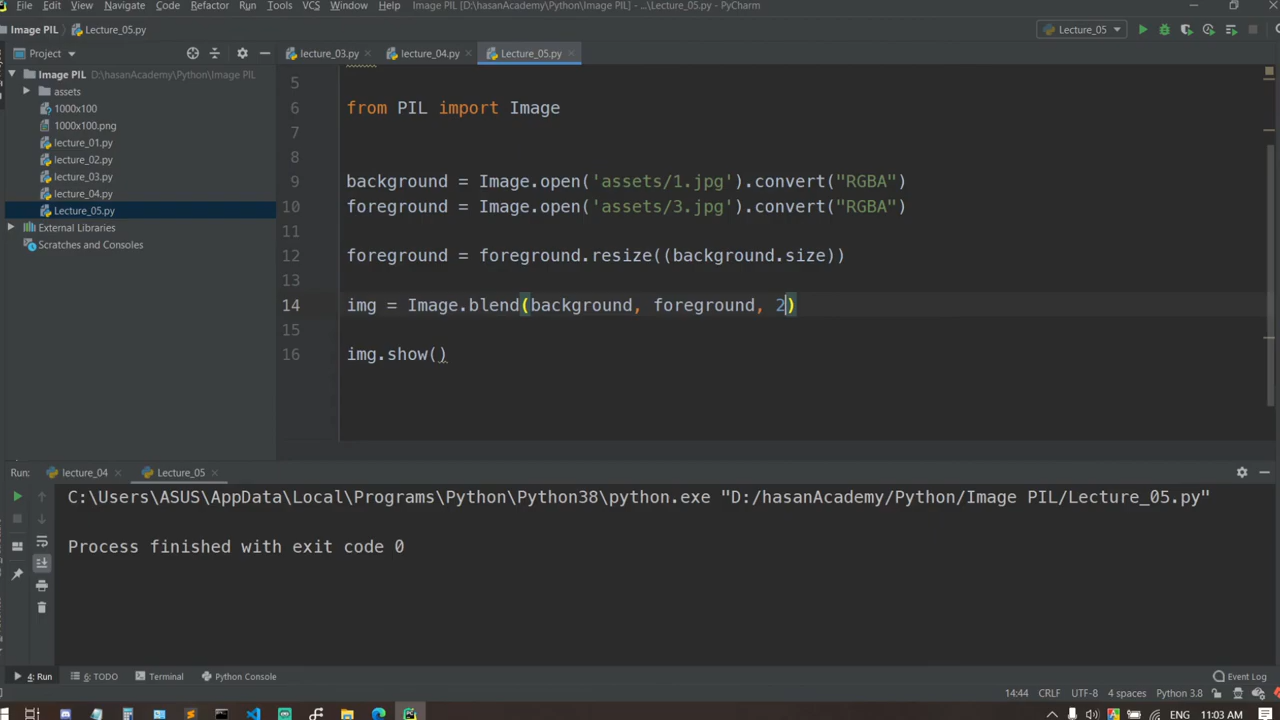 File Edit View Navigate Code Refactor Run Tools VCS Window Help Image PIL [D:\hasanAcademy\Python\Image PIL] - ...\Lecture_05.py - PyCharm
Image PIL Lecture_05.py Lecture_05
Project lecture_03.py lecture_04.py Lecture_05.py
Image PIL D:\hasanAcademy\Python\Image PIL
assets
1000x100
1000x100.png
lecture_01.py
lecture_02.py
lecture_03.py
lecture_04.py
Lecture_05.py
External Libraries
Scratches and Consoles
5
6 from PIL import Image
7
8
9 background = Image.open('assets/1.jpg').convert("RGBA")
10 foreground = Image.open('assets/3.jpg').convert("RGBA")
11
12 foreground = foreground.resize((background.size))
13
14 img = Image.blend(background, foreground, 2)
15
16 img.show()
Run: lecture_04 Lecture_05
C:\Users\ASUS\AppData\Local\Programs\Python\Python38\python.exe "D:/hasanAcademy/Python/Image PIL/Lecture_05.py"
Process finished with exit code 0
4: Run 6: TODO Terminal Python Console Event Log
14:44 CRLF UTF-8 4 spaces Python 3.8
ENG 11:03 AM